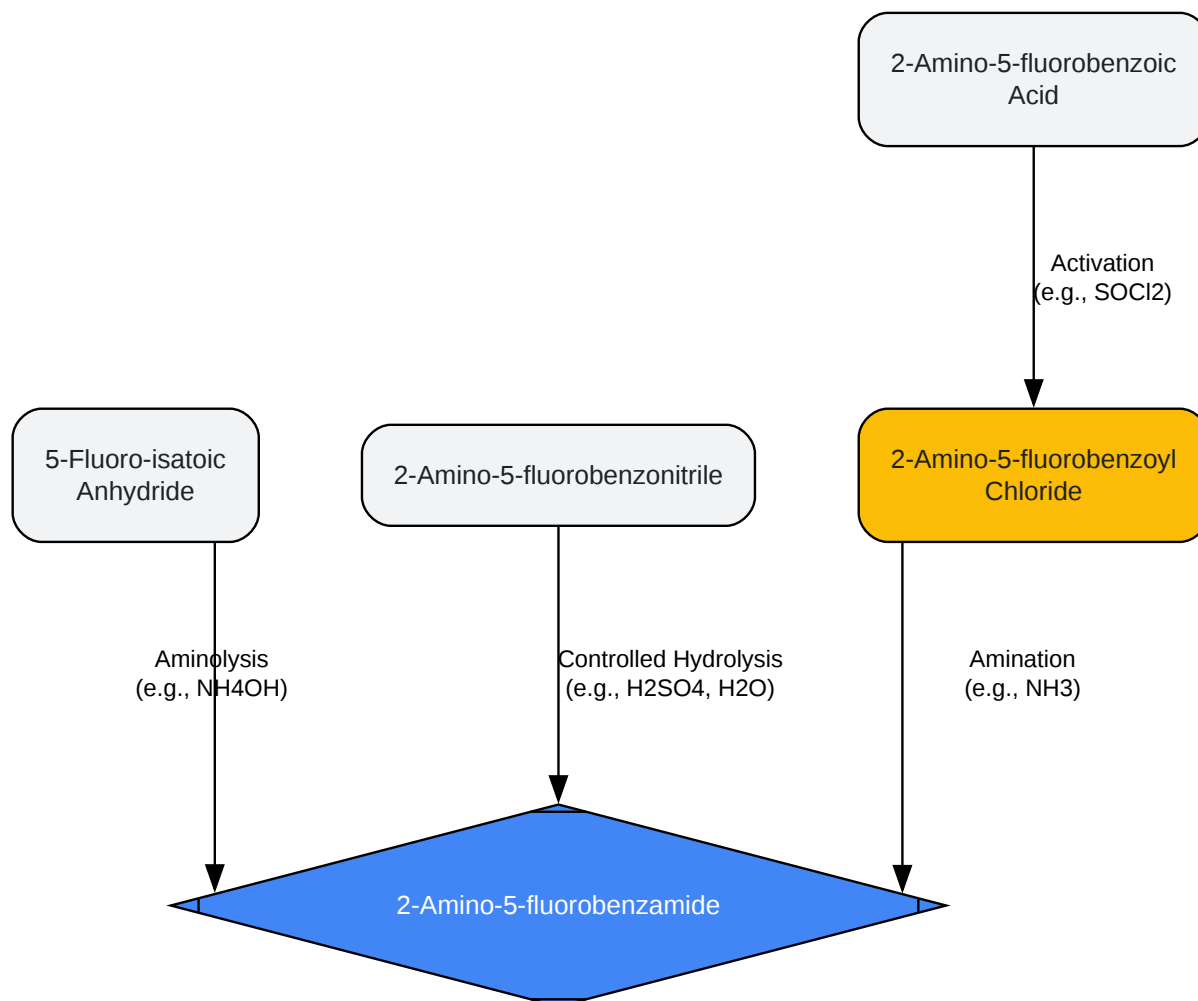 2-Amino-5-fluorobenzoic
Acid
Activation
(e.g., SOCl2)
5-Fluoro-isatoic
Anhydride
2-Amino-5-fluorobenzonitrile
2-Amino-5-fluorobenzoyl
Chloride
Aminolysis
(e.g., NH4OH)
Controlled Hydrolysis
(e.g., H2SO4, H2O)
Amination
(e.g., NH3)
2-Amino-5-fluorobenzamide